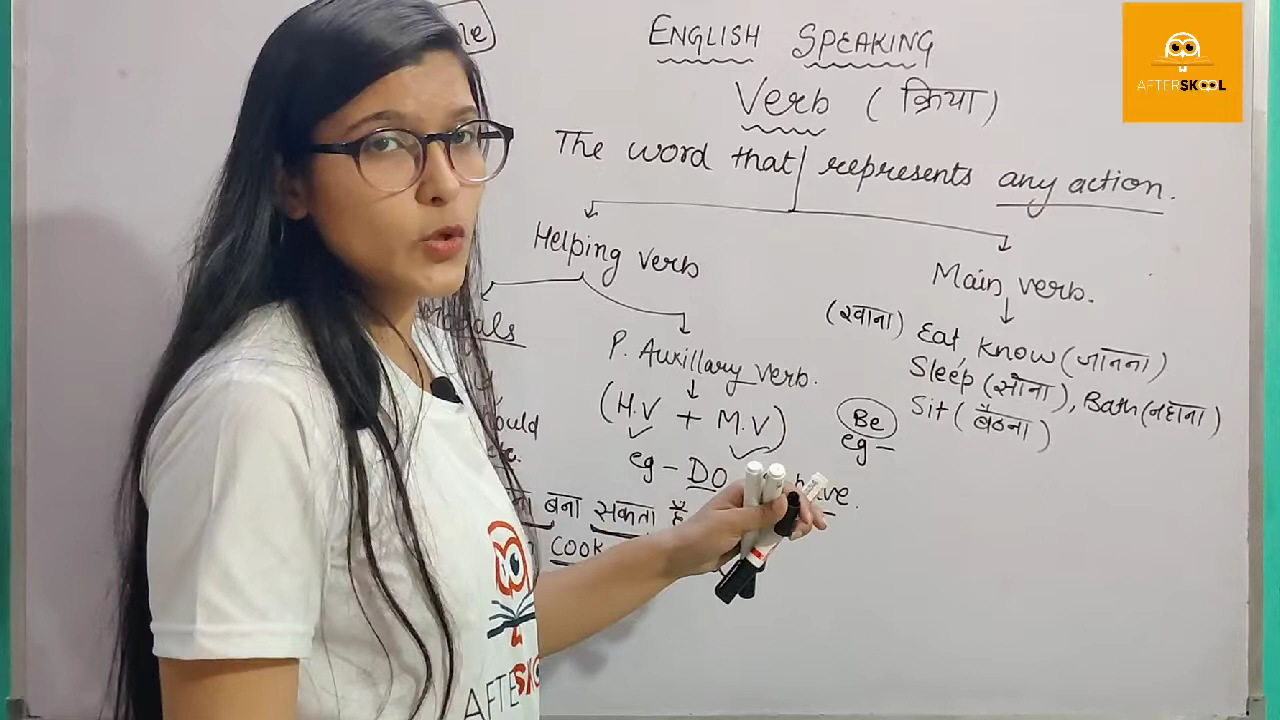 ENGLISH SPEAKING
Verb (क्रिया)
The word that represents any action.
Helping verb
Main verb.
(खाना) Eat, Know (जानना)
Sleep (सोना), Bath (नहाना)
Sit (बैठना)
P. Auxillary verb.
(H.V + M.V)
Be
eg-
eg- Do
बना सकता है
cook
AFTERSKOOL